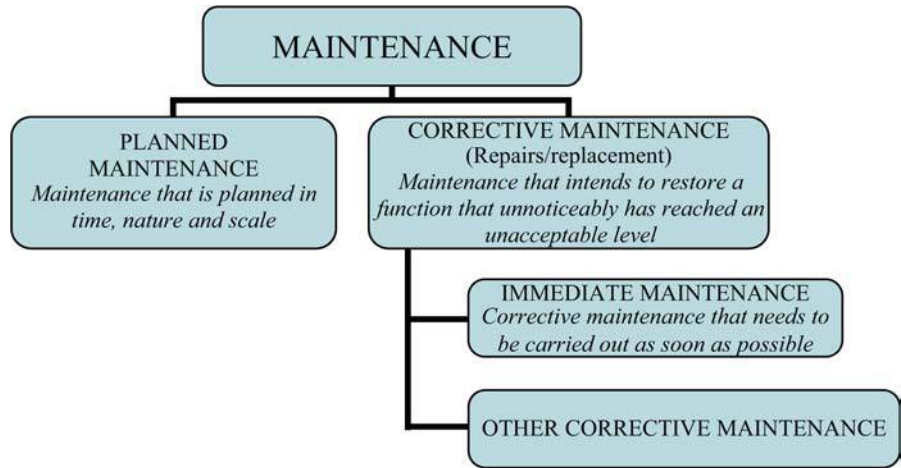 MAINTENANCE
PLANNED
MAINTENANCE
Maintenance that is planned in
time, nature and scale
CORRECTIVE MAINTENANCE
(Repairs/replacement)
Maintenance that intends to restore a
function that unnoticeably has reached an
unacceptable level
IMMEDIATE MAINTENANCE
Corrective maintenance that needs to
be carried out as soon as possible
OTHER CORRECTIVE MAINTENANCE